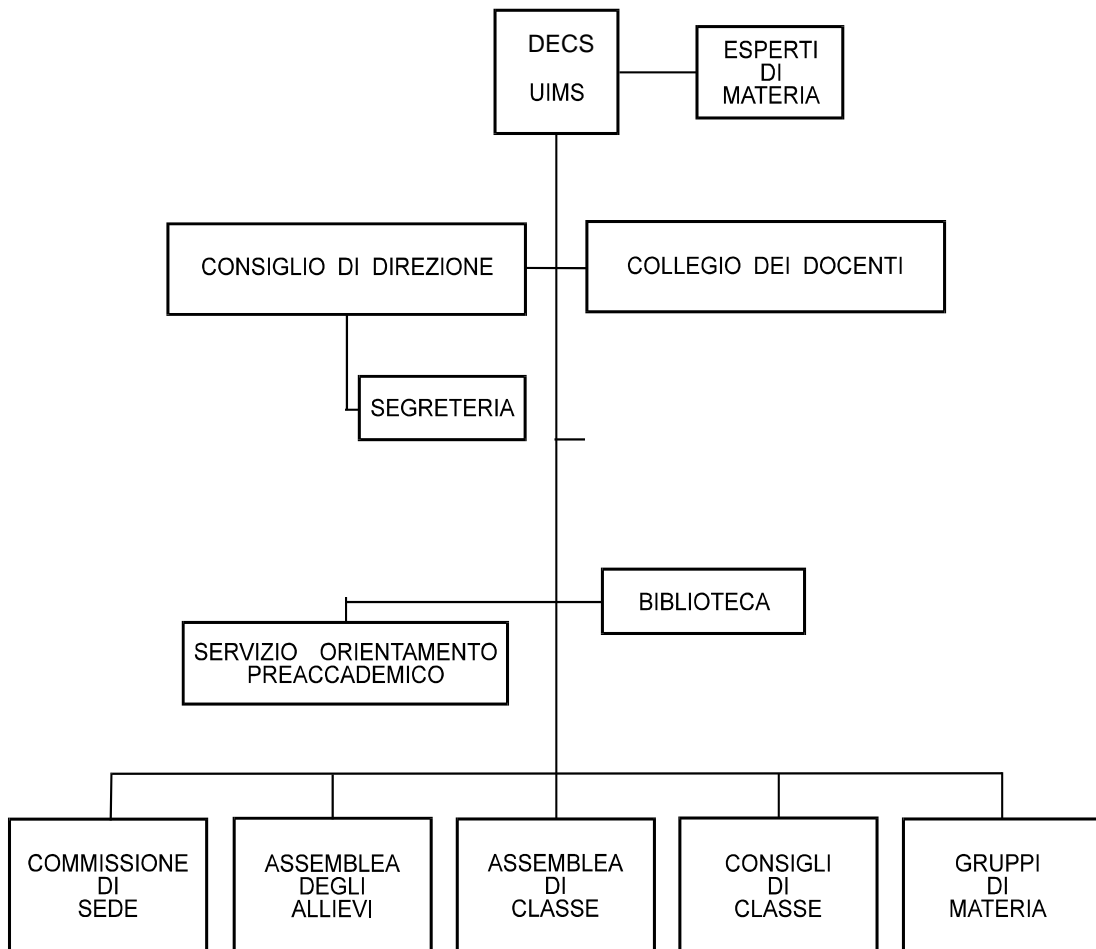 DECS
UIMS
ESPERTI
DI
MATERIA
CONSIGLIO DI DIREZIONE
COLLEGIO DEI DOCENTI
SEGRETERIA
BIBLIOTECA
SERVIZIO ORIENTAMENTO
PREACCADEMICO
COMMISSIONE
DI
SEDE
ASSEMBLEA
DEGLI
ALLIEVI
ASSEMBLEA
DI
CLASSE
CONSIGLI
DI
CLASSE
GRUPPI
DI
MATERIA